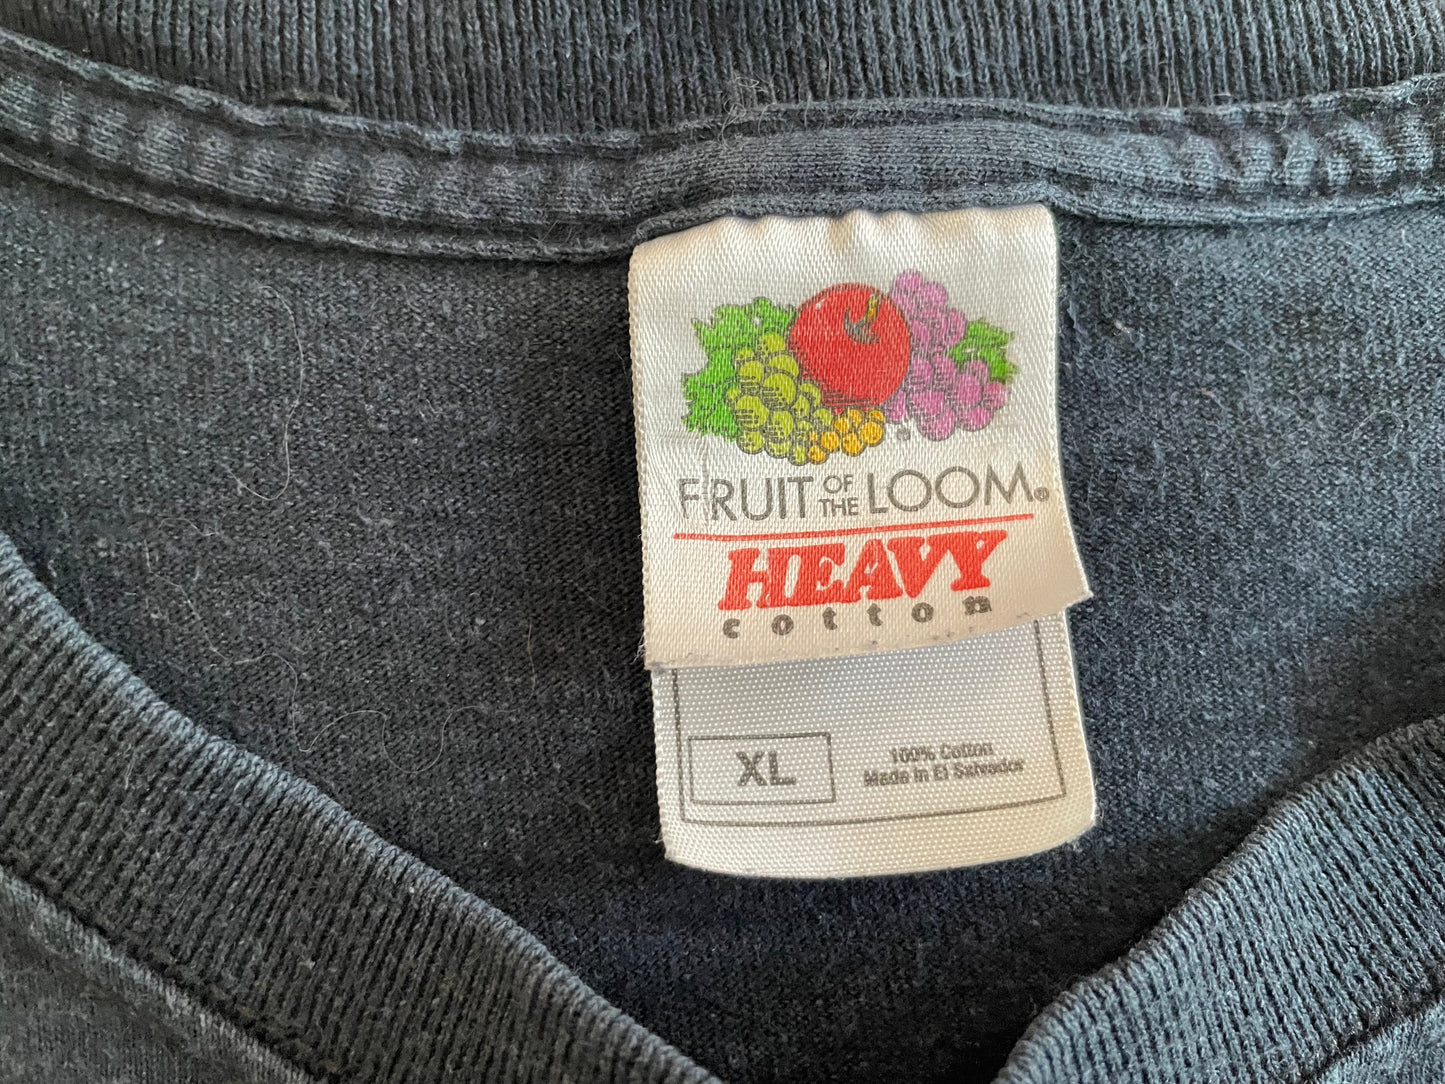 FRUIT OF THE LOOM®
HEAVY
cotton
XL
100% Cotton
Made in El Salvador